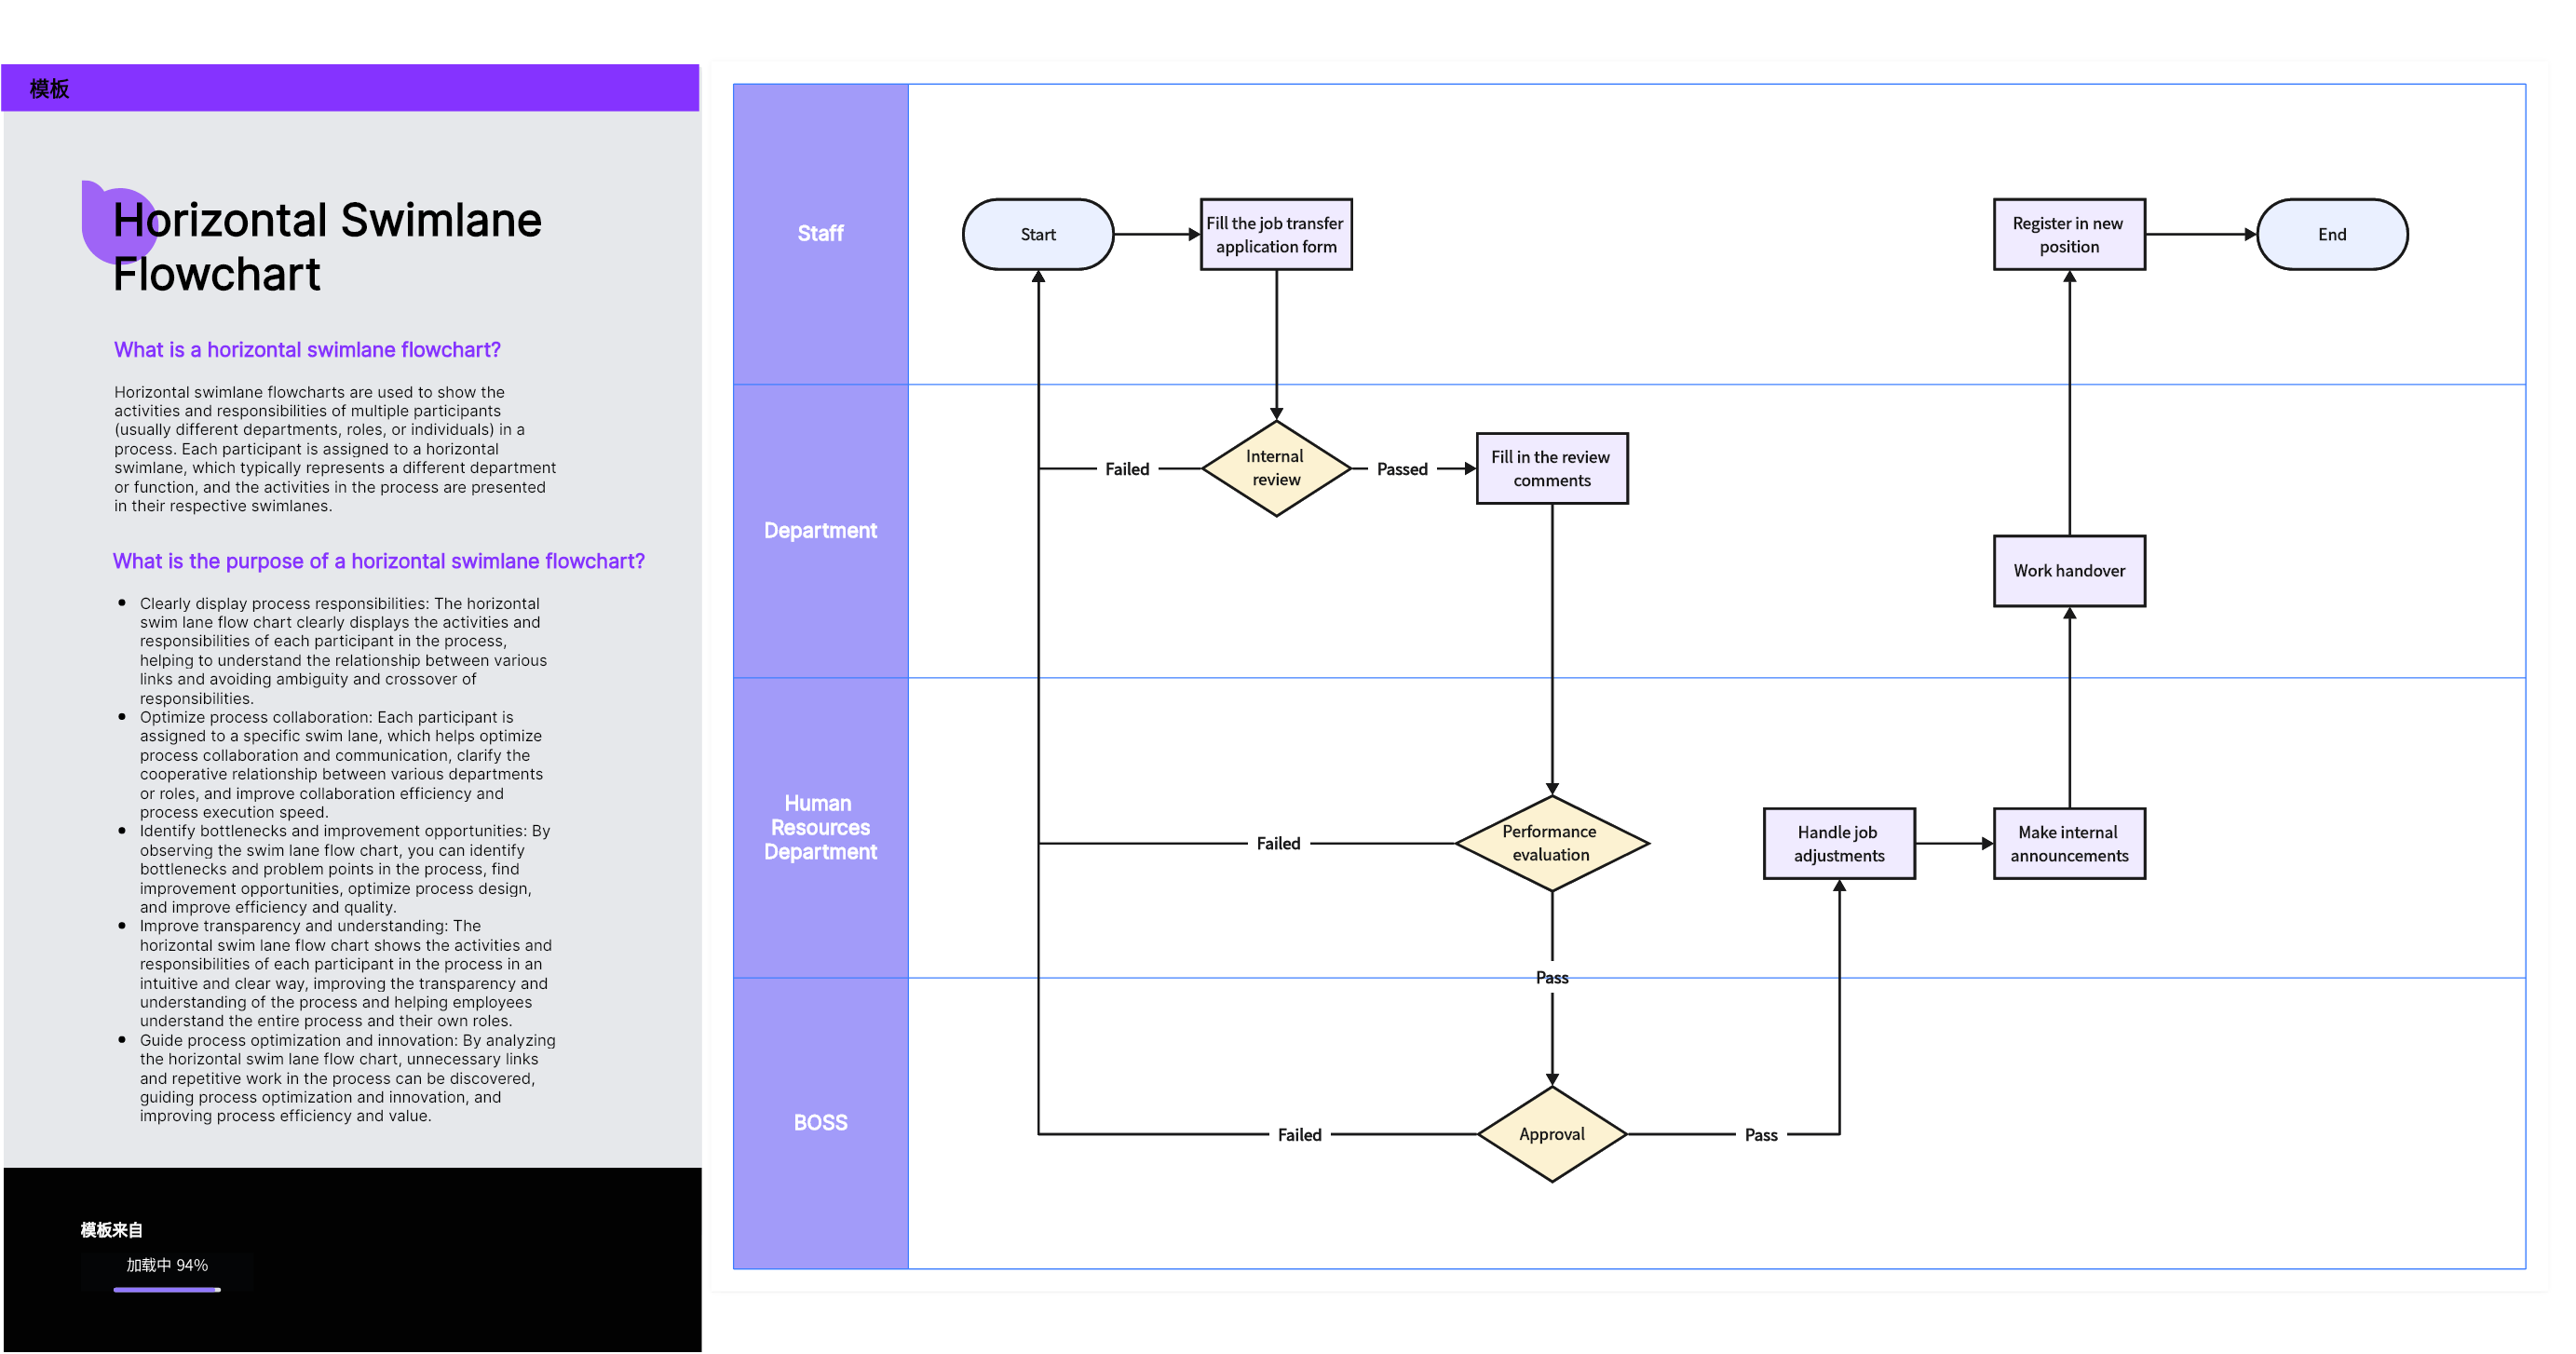 模板
Horizontal Swimlane
Flowchart
What is a horizontal swimlane flowchart?
Horizontal swimlane flowcharts are used to show the
activities and responsibilities of multiple participants
(usually different departments, roles, or individuals) in a
process. Each participant is assigned to a horizontal
swimlane, which typically represents a different department
or function, and the activities in the process are presented
in their respective swimlanes.
What is the purpose of a horizontal swimlane flowchart?
• Clearly display process responsibilities: The horizontal
swim lane flow chart clearly displays the activities and
responsibilities of each participant in the process,
helping to understand the relationship between various
links and avoiding ambiguity and crossover of
responsibilities.
• Optimize process collaboration: Each participant is
assigned to a specific swim lane, which helps optimize
process collaboration and communication, clarify the
cooperative relationship between various departments
or roles, and improve collaboration efficiency and
process execution speed.
• Identify bottlenecks and improvement opportunities: By
observing the swim lane flow chart, you can identify
bottlenecks and problem points in the process, find
improvement opportunities, optimize process design,
and improve efficiency and quality.
• Improve transparency and understanding: The
horizontal swim lane flow chart shows the activities and
responsibilities of each participant in the process in an
intuitive and clear way, improving the transparency and
understanding of the process and helping employees
understand the entire process and their own roles.
• Guide process optimization and innovation: By analyzing
the horizontal swim lane flow chart, unnecessary links
and repetitive work in the process can be discovered,
guiding process optimization and innovation, and
improving process efficiency and value.
模板来自
加载中 94%
Staff
Start
Fill the job transfer
application form
Register in new
position
End
Department
Failed
Internal
review
Passed
Fill in the review
comments
Work handover
Human
Resources
Department
Failed
Performance
evaluation
Handle job
adjustments
Make internal
announcements
Pass
BOSS
Failed
Approval
Pass